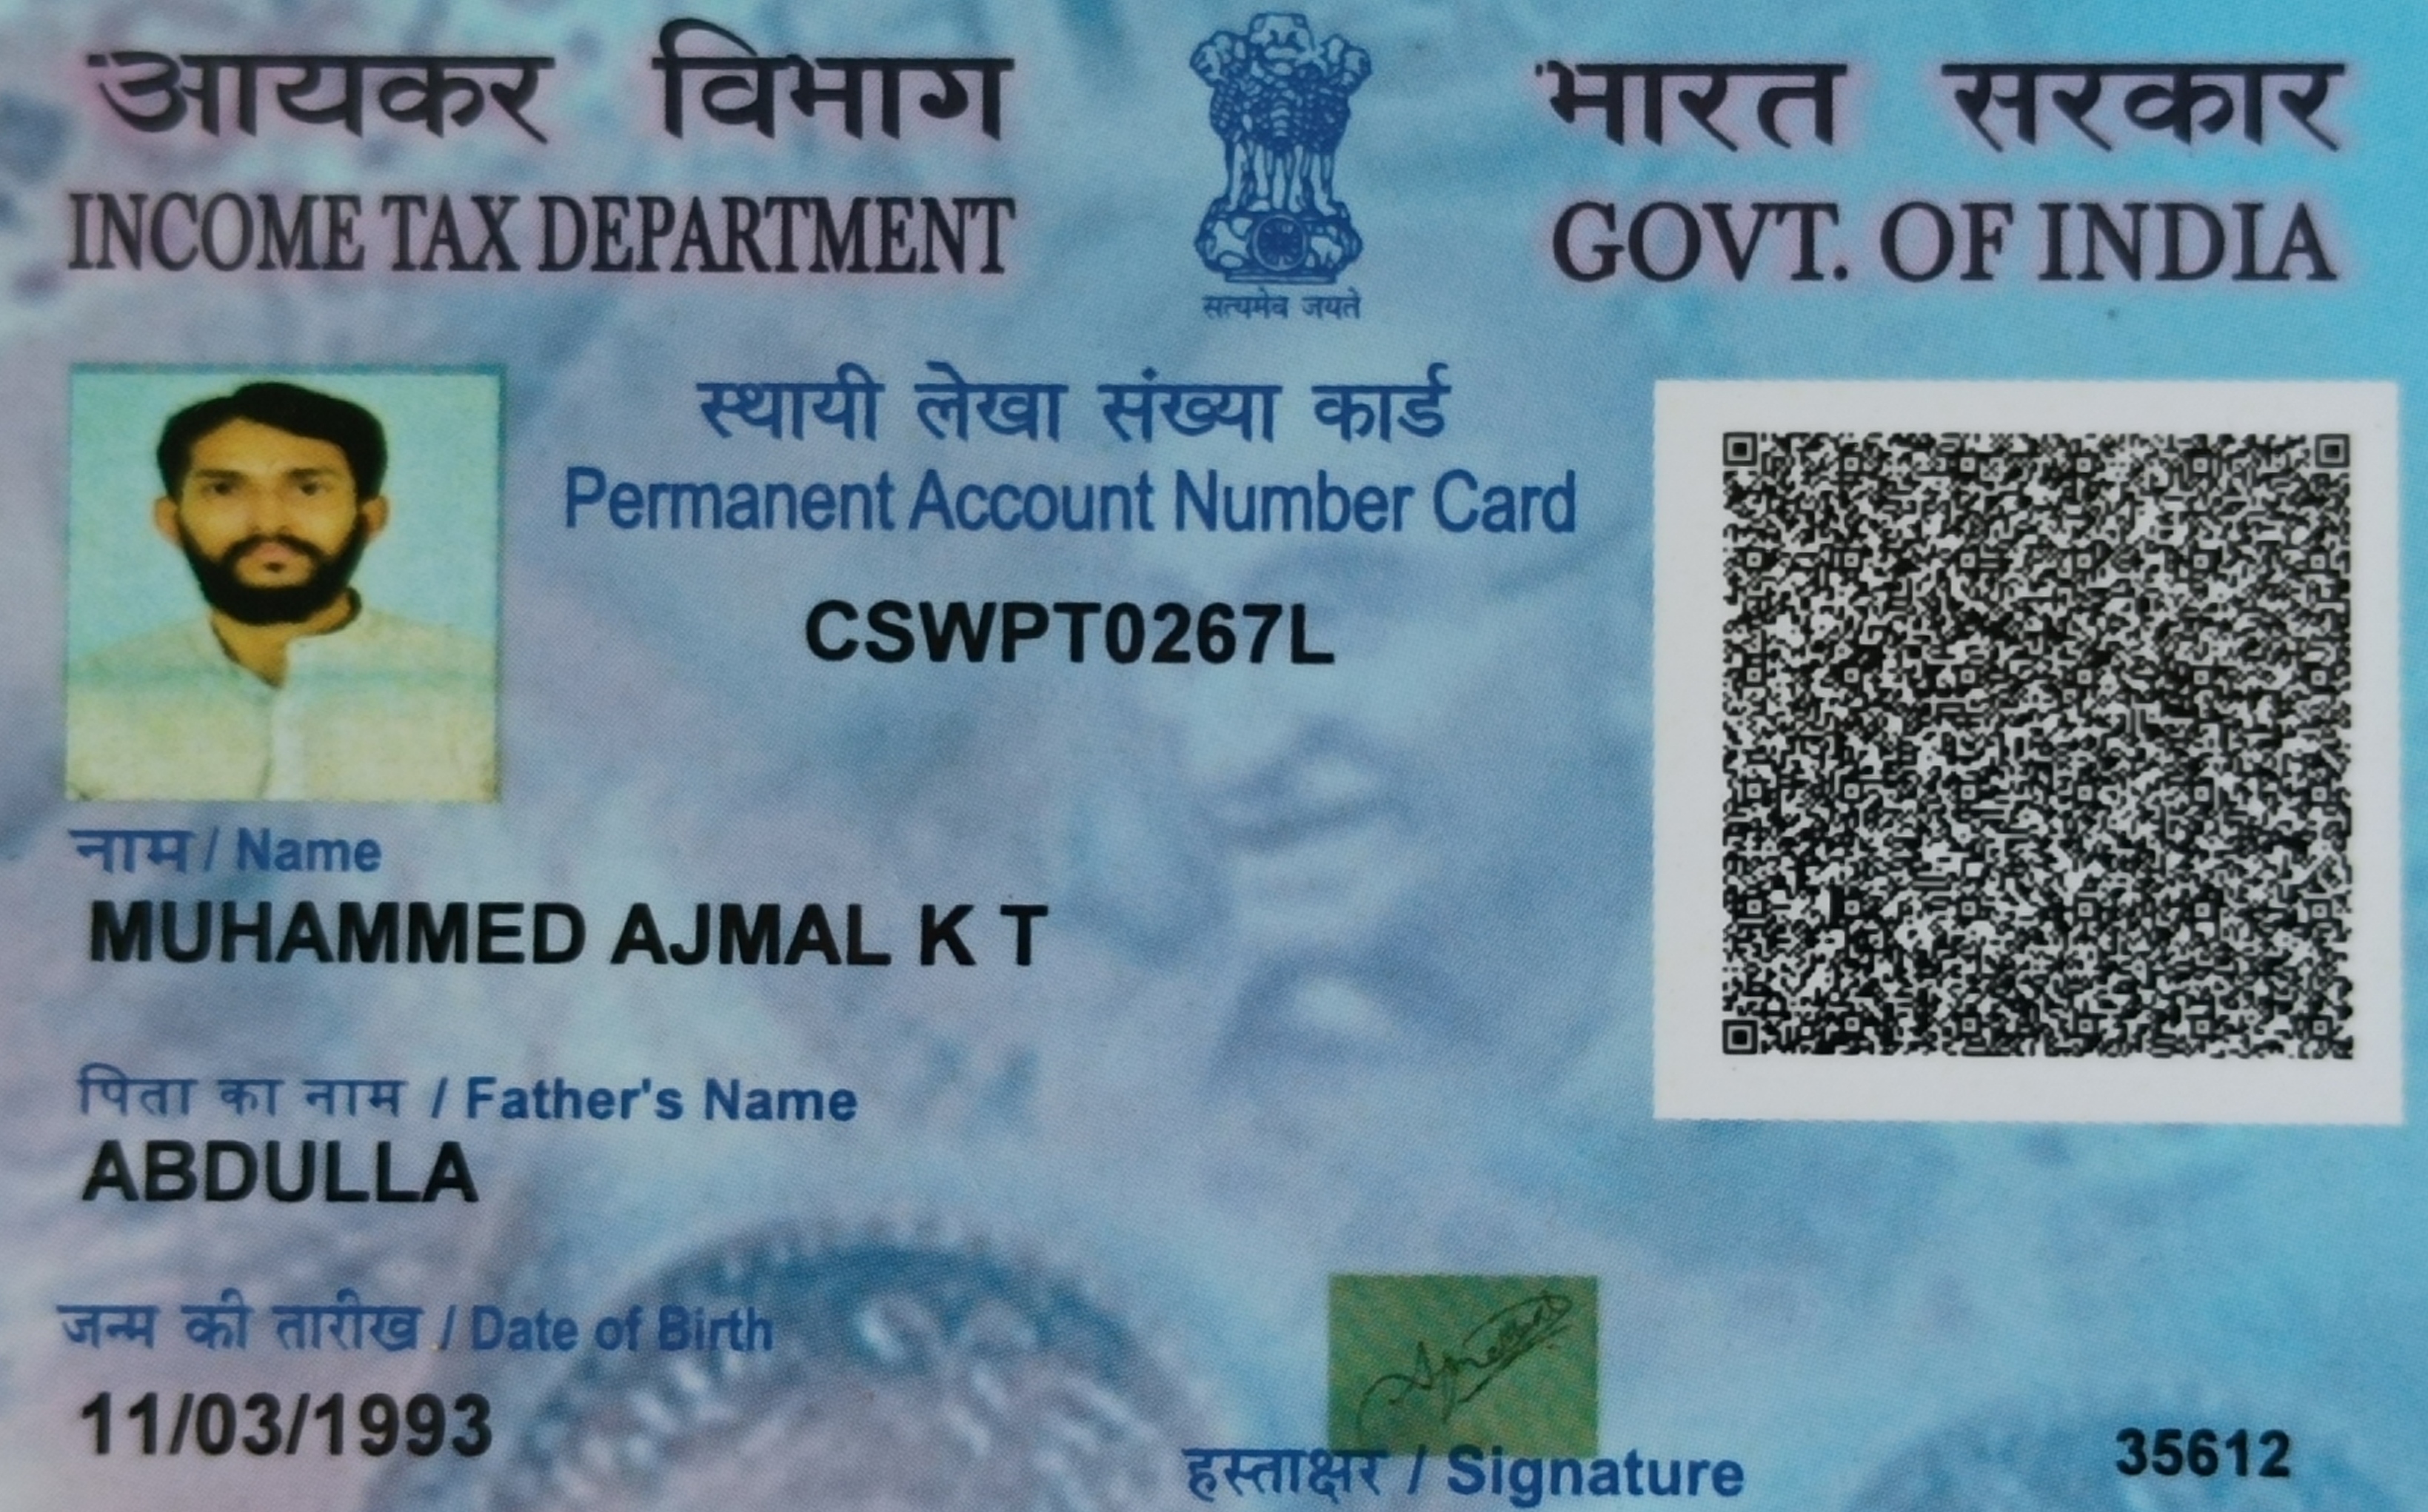 आयकर विभाग
INCOME TAX DEPARTMENT
भारत सरकार
GOVT. OF INDIA
सत्यमेव जयते
स्थायी लेखा संख्या कार्ड
Permanent Account Number Card
CSWPT0267L
नाम / Name
MUHAMMED AJMAL K T
पिता का नाम / Father's Name
ABDULLA
जन्म की तारीख / Date of Birth
11/03/1993
हस्ताक्षर / Signature
35612